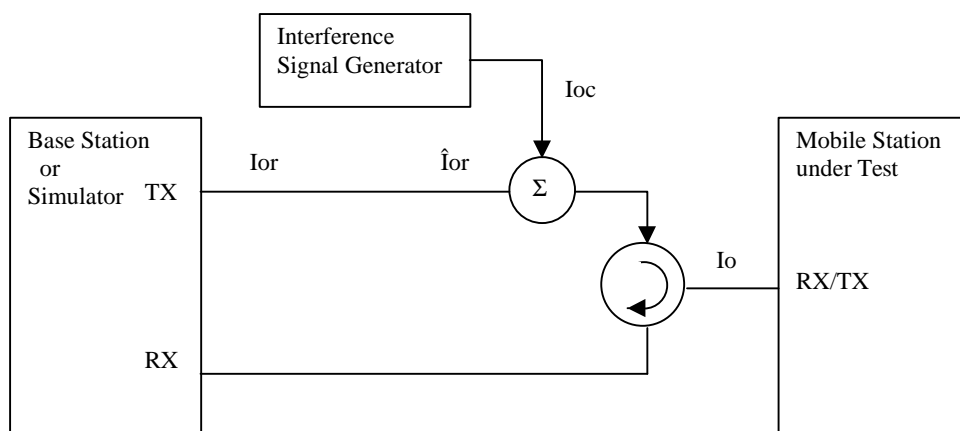 Interference
Signal Generator
Ioc
Base Station
or
Simulator
TX
Ior
Îor
Σ
Mobile Station
under Test
Io
RX/TX
RX